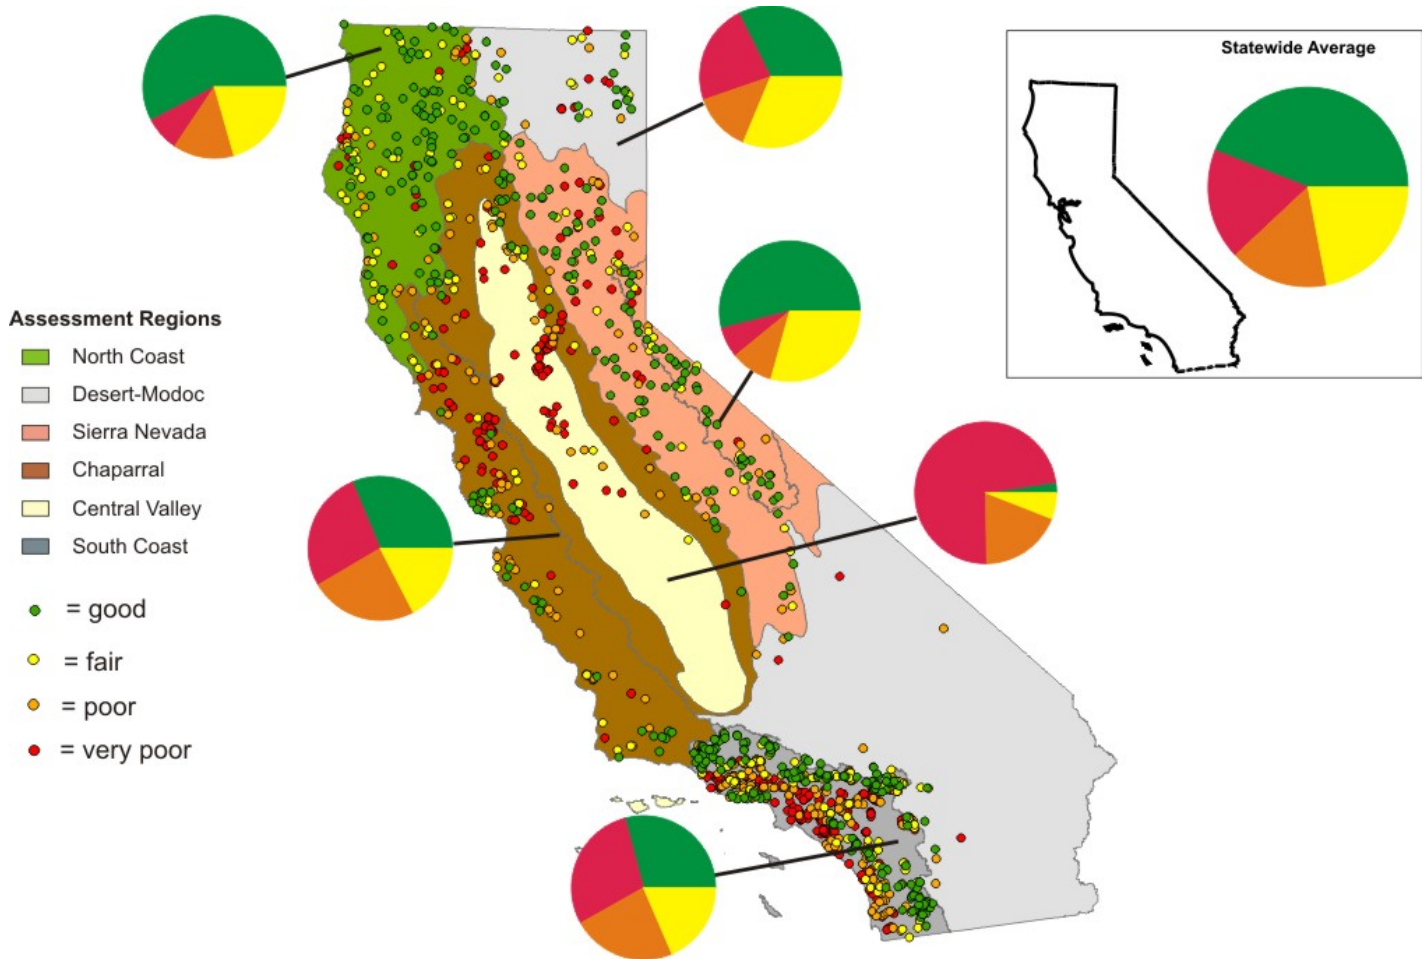 Statewide Average
Assessment Regions
North Coast
Desert-Modoc
Sierra Nevada
Chaparral
Central Valley
South Coast
= good
= fair
= poor
= very poor